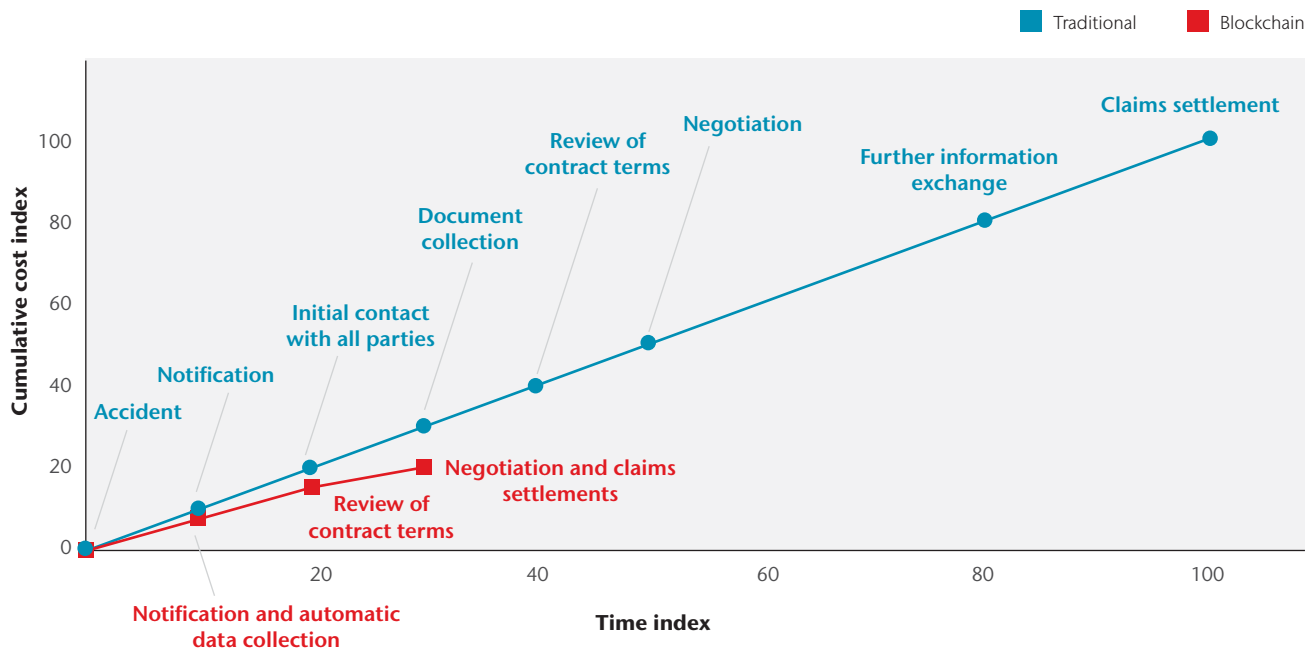 Traditional
Blockchain
Cumulative cost index
100
80
60
40
20
0
Accident
Notification
Initial contact
with all parties
Document
collection
Review of
contract terms
Negotiation
Further information
exchange
Claims settlement
Negotiation and claims
settlements
Review of
contract terms
Notification and automatic
data collection
20
40
60
80
100
Time index